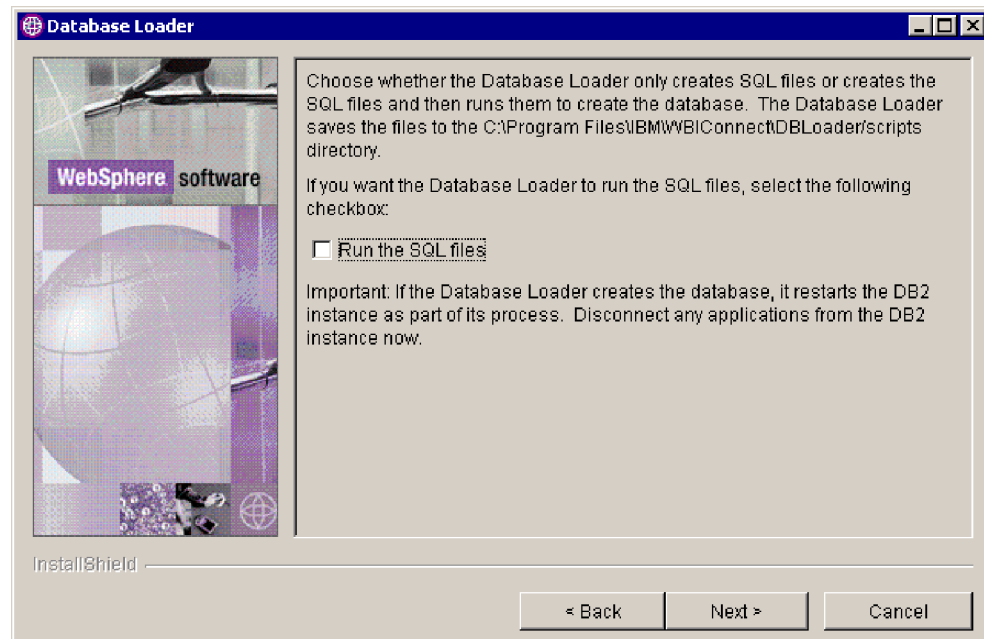 Database Loader
WebSphere software
Choose whether the Database Loader only creates SQL files or creates the
SQL files and then runs them to create the database. The Database Loader
saves the files to the C:\Program Files\IBM\WBIConnect\DBLoader/scripts
directory.
If you want the Database Loader to run the SQL files, select the following
checkbox:
Run the SQL files
Important: If the Database Loader creates the database, it restarts the DB2
instance as part of its process. Disconnect any applications from the DB2
instance now.
InstallShield
< Back
Next >
Cancel